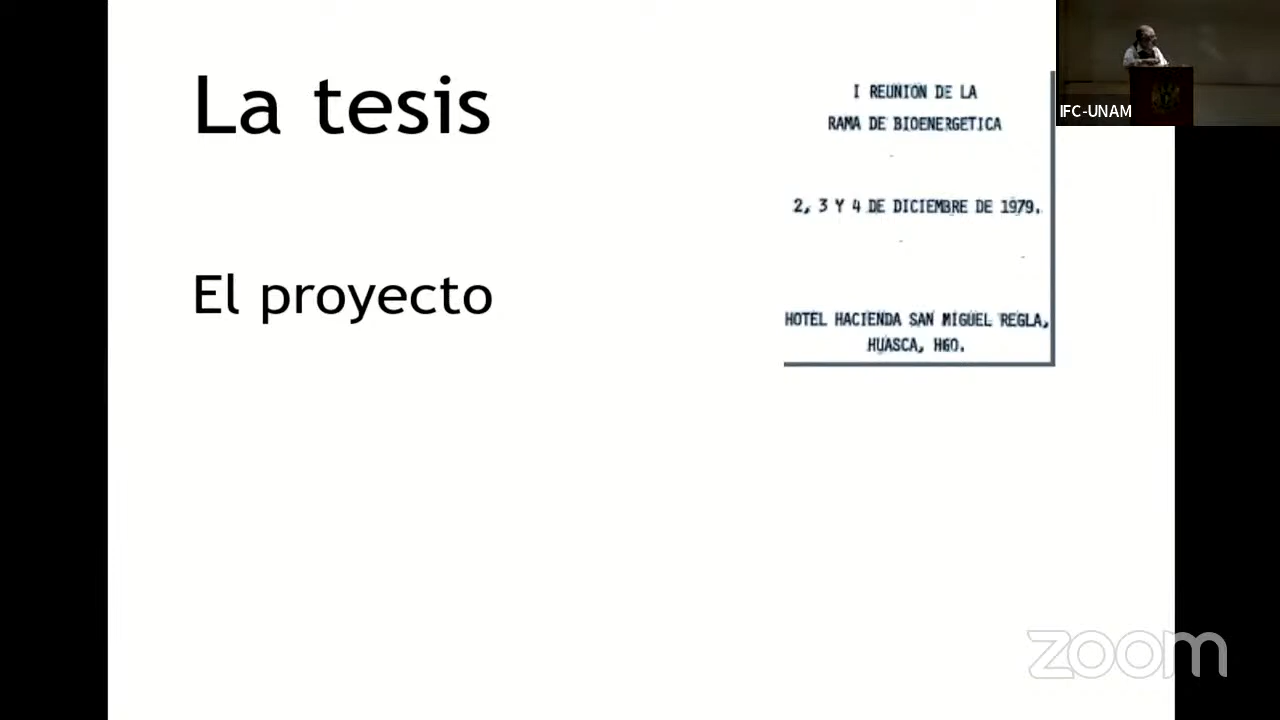 La tesis
El proyecto
I REUNION DE LA
RAMA DE BIOENERGETICA
2, 3 Y 4 DE DICIEMBRE DE 1979.
HOTEL HACIENDA SAN MIGUEL REGLA,
HUASCA, HGO.
IFC-UNAM
zoom